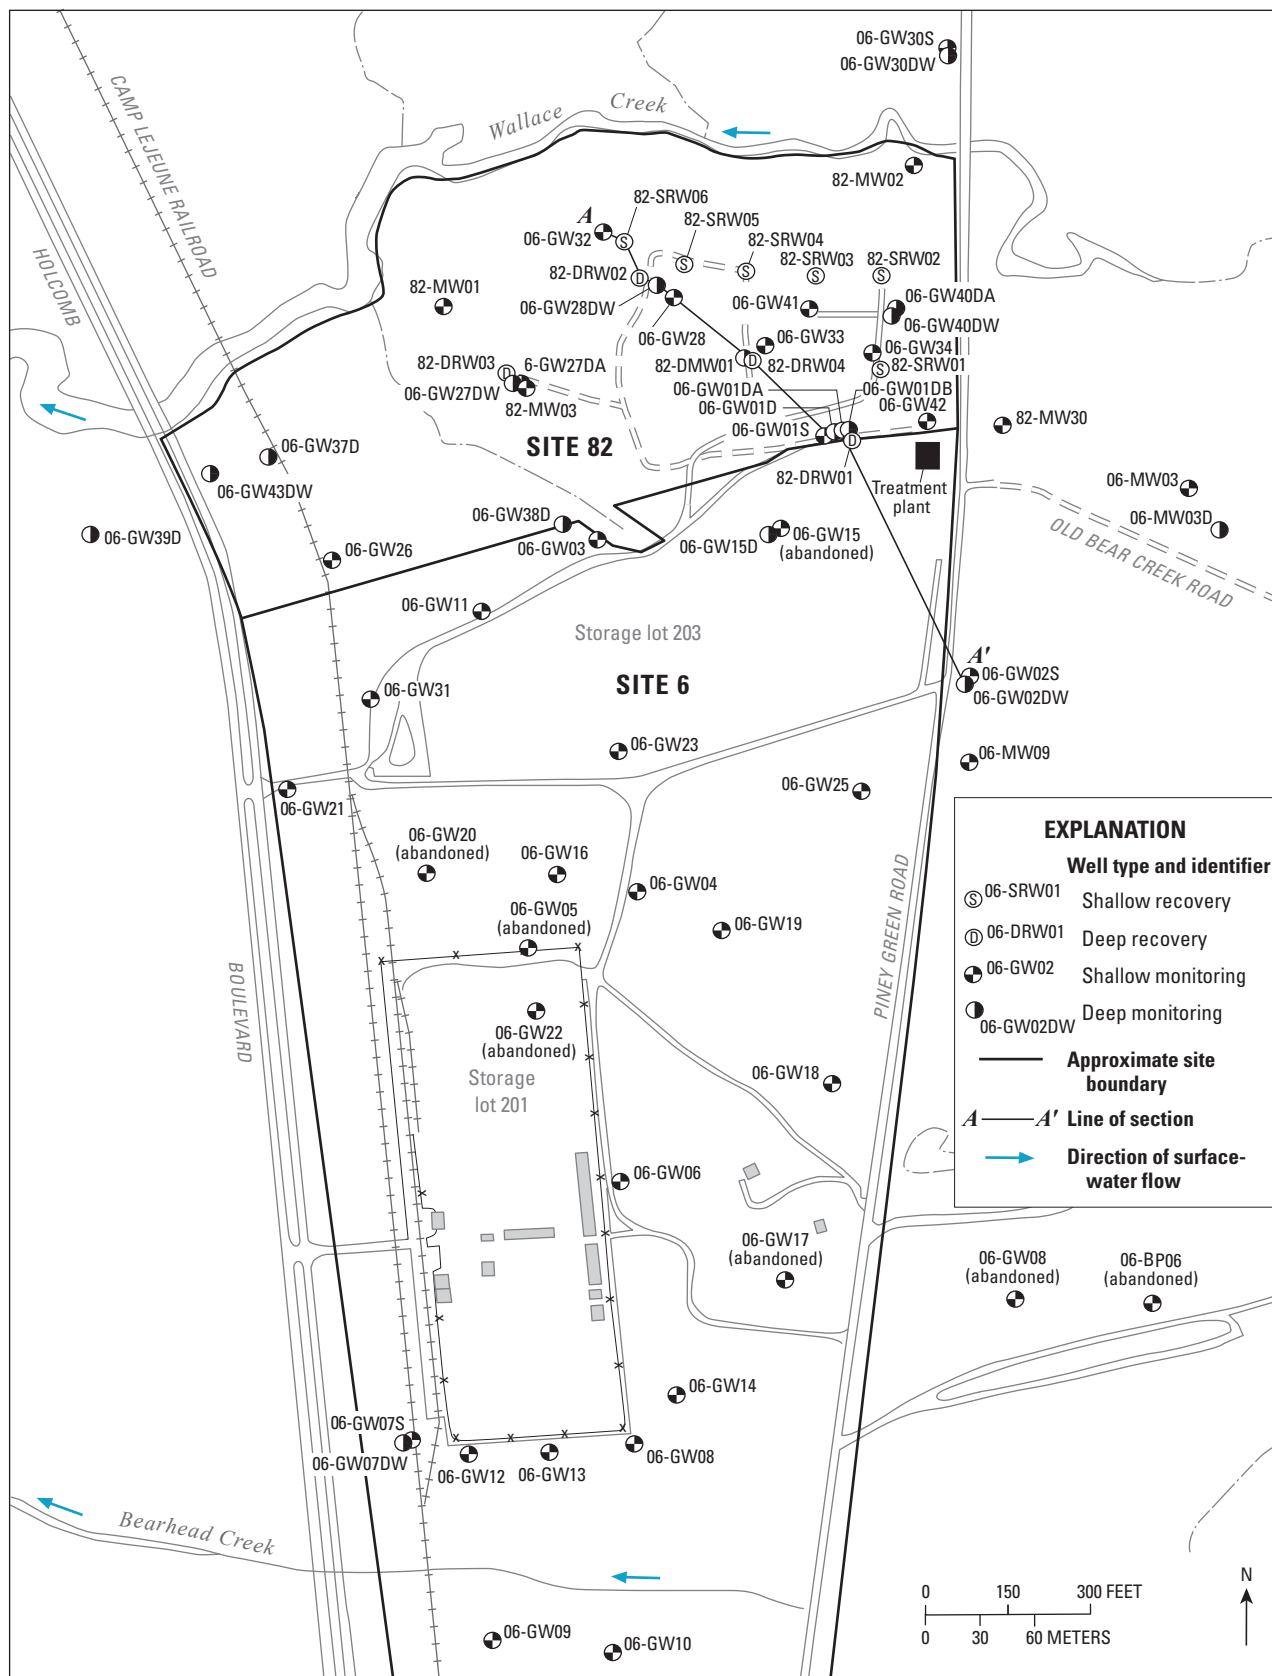 06-GW30S
06-GW30DW
CAMP LEJEUNE RAILROAD
Wallace Creek
82-MW02
82-SRW06
A
82-SRW05
06-GW32
82-SRW04
82-SRW03
82-SRW02
82-DRW02
82-MW01
06-GW28DW
06-GW41
06-GW40DA
06-GW40DW
HOLCOMB
06-GW28
06-GW33
06-GW34
82-DRW03
6-GW27DA
82-DMW01
82-DRW04
82-SRW01
06-GW27DW
06-GW01DA
06-GW01DB
82-MW03
06-GW01D
06-GW42
82-MW30
SITE 82
06-GW01S
06-GW37D
82-DRW01
06-GW43DW
Treatment
plant
06-MW03
06-GW38D
06-MW03D
06-GW39D
06-GW03
06-GW15D
06-GW15
(abandoned)
06-GW26
OLD BEAR CREEK ROAD
06-GW11
Storage lot 203
A'
SITE 6
06-GW02S
06-GW02DW
06-GW31
06-GW23
06-MW09
06-GW25
06-GW21
06-GW20
(abandoned)
06-GW16
06-GW04
06-GW05
(abandoned)
06-GW19
PINEY GREEN ROAD
BOULEVARD
06-GW22
(abandoned)
Storage
lot 201
06-GW18
06-GW06
06-GW17
(abandoned)
06-GW08
(abandoned)
06-BP06
(abandoned)
06-GW14
06-GW07S
06-GW07DW
06-GW12
06-GW13
06-GW08
Bearhead Creek
06-GW09
06-GW10
EXPLANATION
Well type and identifier
S 06-SRW01 Shallow recovery
D 06-DRW01 Deep recovery
06-GW02 Shallow monitoring
06-GW02DW Deep monitoring
Approximate site
boundary
A A' Line of section
Direction of surface-
water flow
N
0 150 300 FEET
0 30 60 METERS